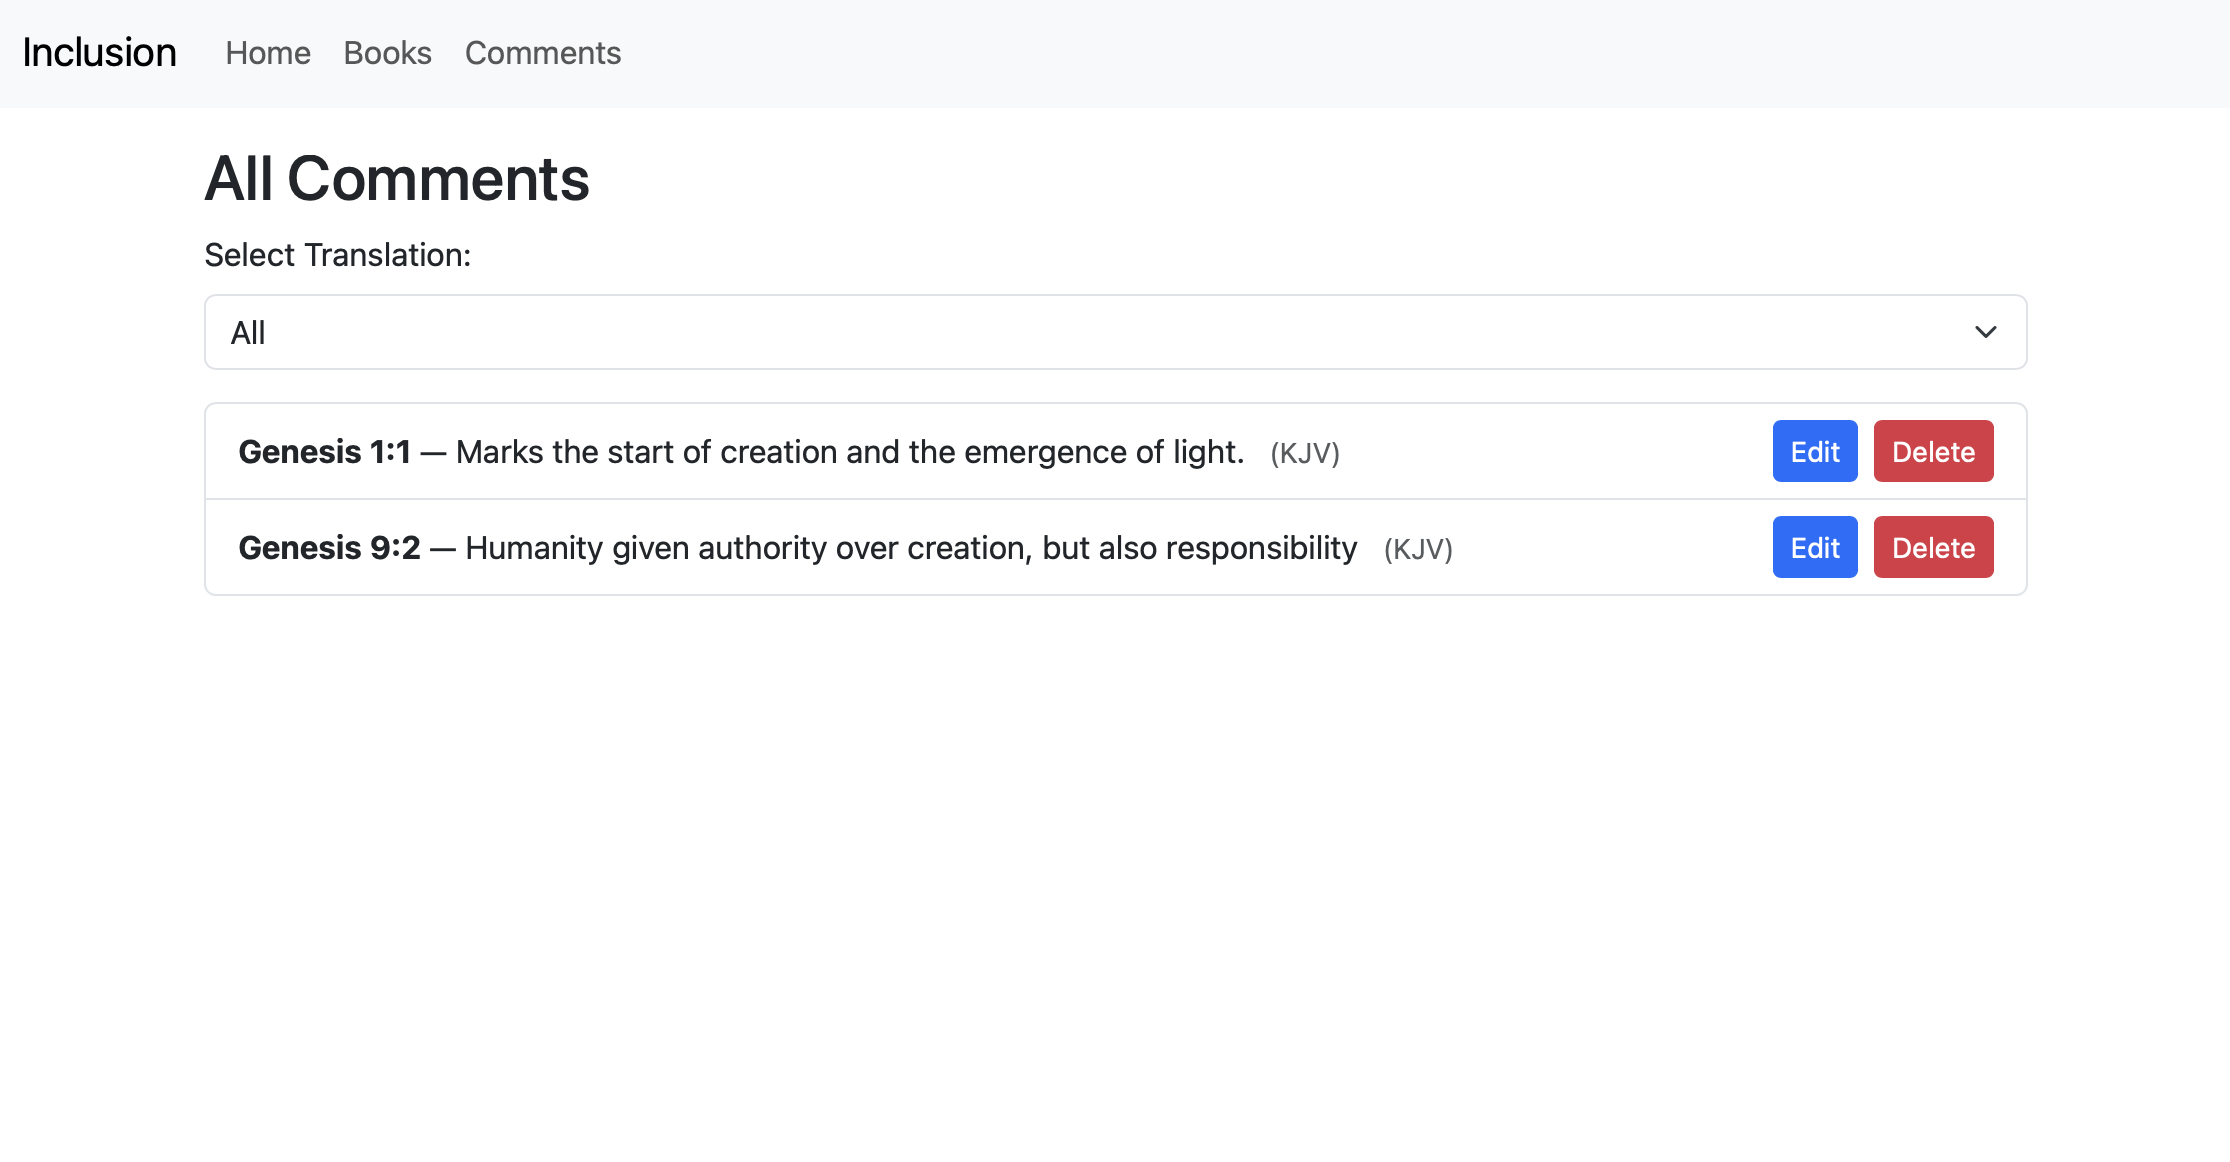 Inclusion Home Books Comments
All Comments
Select Translation:
All
Genesis 1:1 — Marks the start of creation and the emergence of light. (KJV) Edit Delete
Genesis 9:2 — Humanity given authority over creation, but also responsibility (KJV) Edit Delete